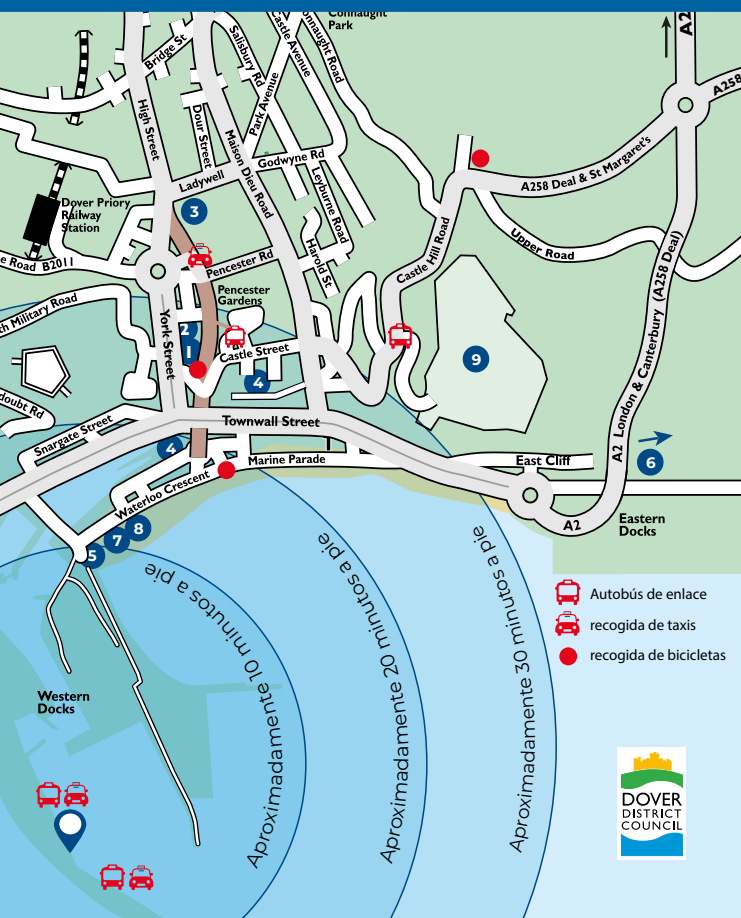 Connaught
Park
A2
A258
Bridge St
Salisbury Rd
Castle Avenue
Connaught Road
High Street
Dour Street
Park Avenue
Maison Dieu Road
Godwyne Rd
Ladywell
Leyburne Road
A258 Deal & St Margaret's
Dover Priory
Railway
Station
3
Harold St
Castle Hill Road
Upper Road
e Road B2011
Pencester Rd
Pencester
Gardens
th Military Road
York Street
2
1
Castle Street
4
9
A2 London & Canterbury (A258 Deal)
doubt Rd
Snargate Street
Townwall Street
4
Marine Parade
East Cliff
6
Waterloo Crescent
A2
Eastern
Docks
8
7
5
Aproximadamente 10 minutos a pie
Aproximadamente 20 minutos a pie
Aproximadamente 30 minutos a pie
Autobús de enlace
recogida de taxis
recogida de bicicletas
Western
Docks
DOVER
DISTRICT
COUNCIL